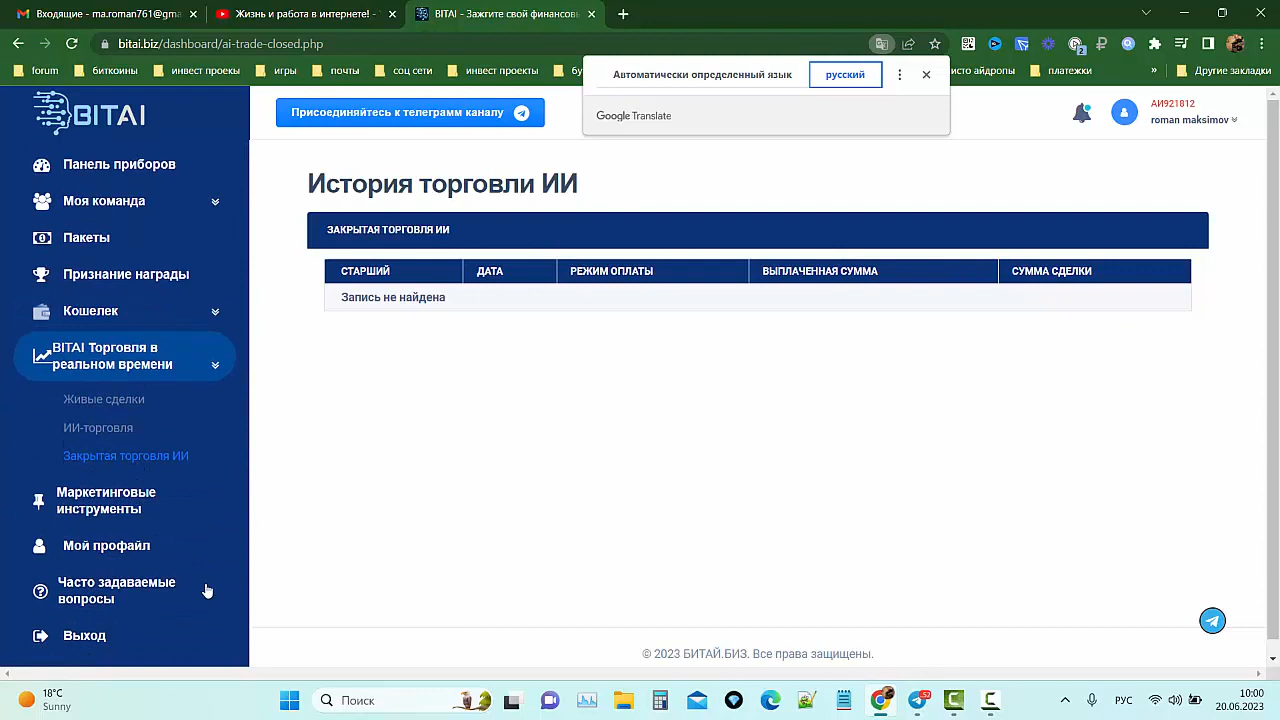 Входящие - ma.roman761@gma
Жизнь и работа в интернете! -
BITAI - Зажгите свой финансовь
bitai.biz/dashboard/ai-trade-closed.php
2
forum
биткоины
инвест проекы
игры
почты
соц сети
инвест проекты
платежки
»
Другие закладки
Автоматически определенный язык
русский
Google Translate
BITAI
Присоединяйтесь к телеграмм каналу
АИ921812
roman maksimov
Панель приборов
Моя команда
Пакеты
Признание награды
Кошелек
BITAI Торговля в
реальном времени
Живые сделки
ИИ-торговля
Закрытая торговля ИИ
Маркетинговые
инструменты
Мой профайл
Часто задаваемые
вопросы
Выход
История торговли ИИ
ЗАКРЫТАЯ ТОРГОВЛЯ ИИ
СТАРШИЙ ДАТА РЕЖИМ ОПЛАТЫ ВЫПЛАЧЕННАЯ СУММА СУММА СДЕЛКИ
Запись не найдена
© 2023 БИТАЙ.БИЗ. Все права защищены.
18°C
Sunny
Поиск
52
РУС
10:00
20.06.2023